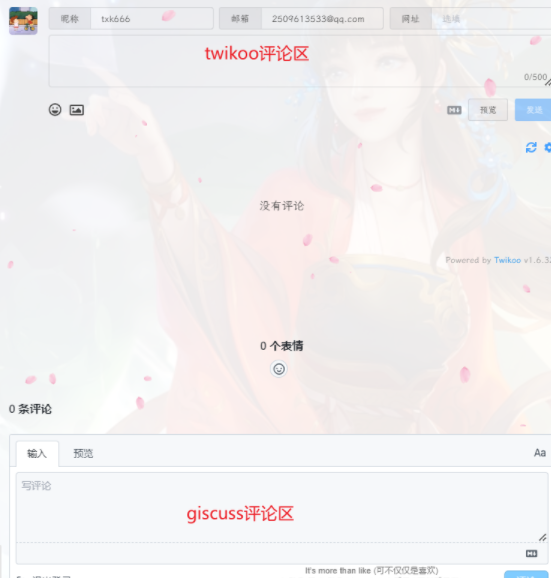 昵称 txk666 邮箱 2509613533@qq.com 网址 选填
twikoo评论区
0/500
预览 发送
没有评论
Powered by Twikoo v1.6.32
0 个表情
0 条评论
输入 预览 Aa
写评论
giscuss评论区
It's more than like (可不仅仅是喜欢)